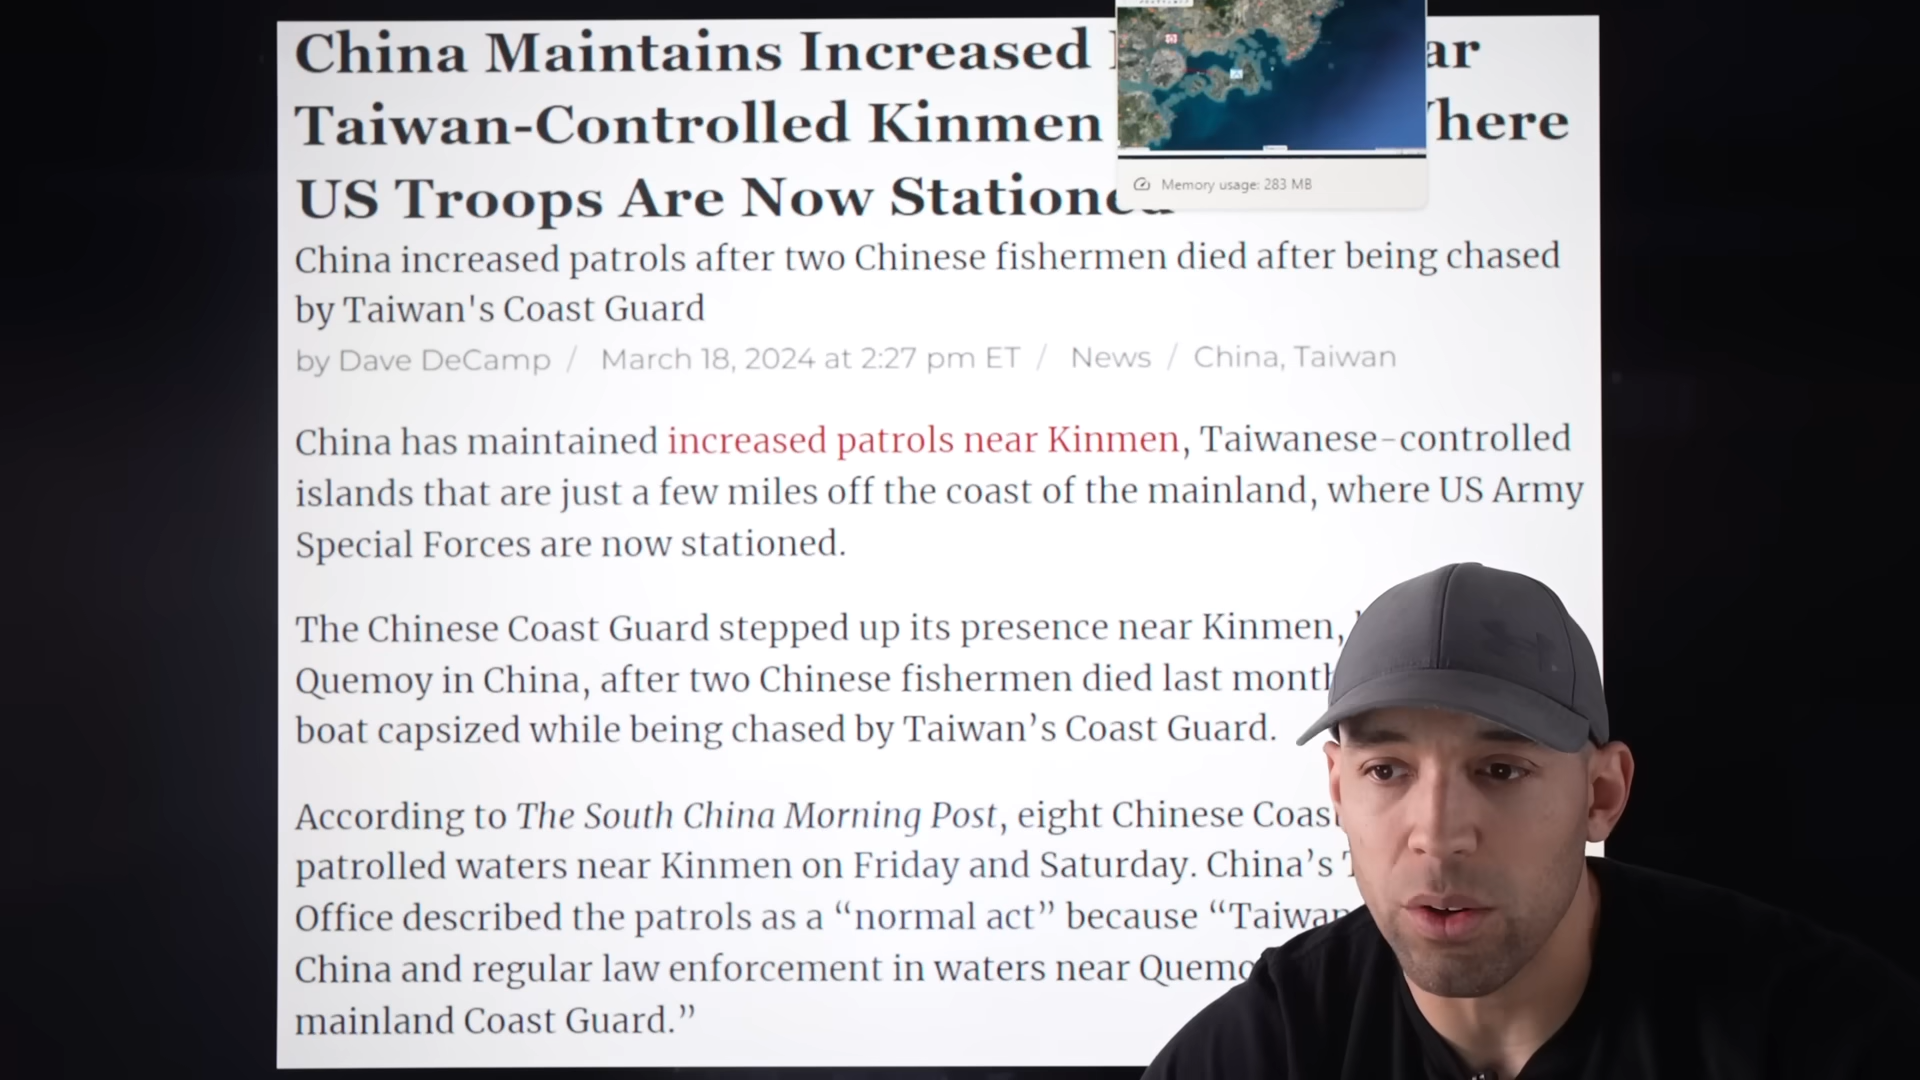 China Maintains Increased ar
Taiwan-Controlled Kinmen here
US Troops Are Now Statione
China increased patrols after two Chinese fishermen died after being chased
by Taiwan's Coast Guard
by Dave DeCamp / March 18, 2024 at 2:27 pm ET / News / China, Taiwan
China has maintained increased patrols near Kinmen, Taiwanese-controlled
islands that are just a few miles off the coast of the mainland, where US Army
Special Forces are now stationed.
The Chinese Coast Guard stepped up its presence near Kinmen,
Quemoy in China, after two Chinese fishermen died last month
boat capsized while being chased by Taiwan’s Coast Guard.
According to The South China Morning Post, eight Chinese Coas
patrolled waters near Kinmen on Friday and Saturday. China’s
Office described the patrols as a “normal act” because “Taiwan
China and regular law enforcement in waters near Quemo
mainland Coast Guard.”
Memory usage: 283 MB